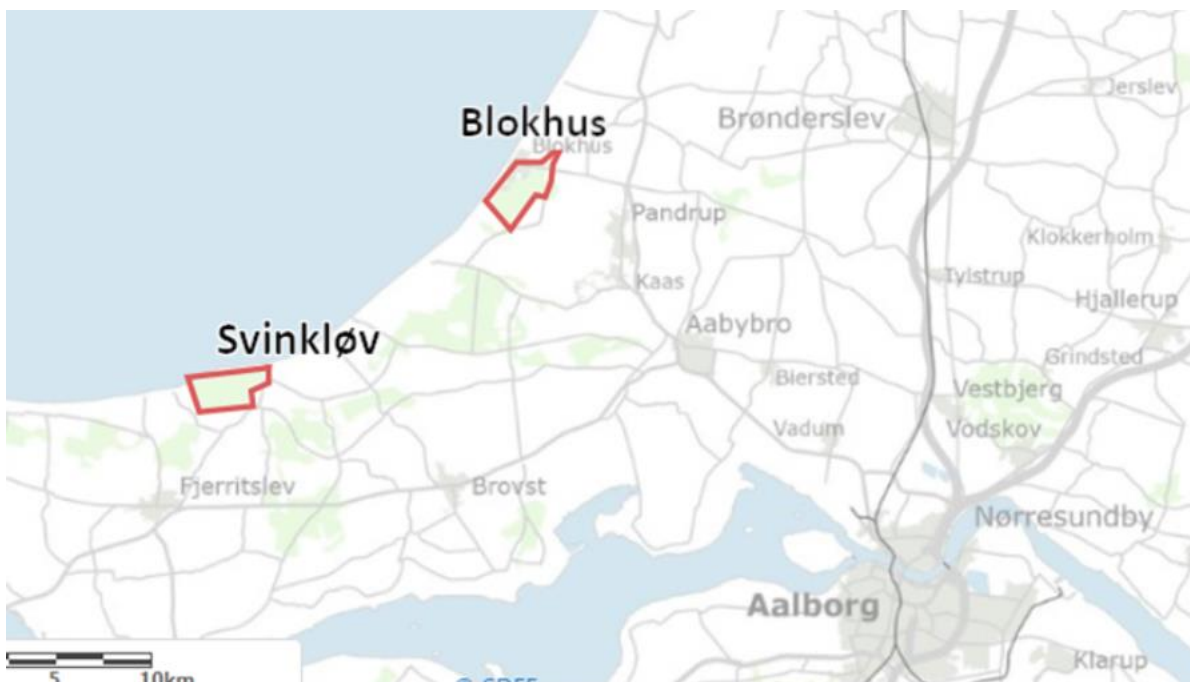 Jerslev
Blokhus
Brønderslev
Blokhus
Pandrup
Klokkerholm
Kaas
Tylstrup
Hjallerup
Aabybro
Svinkløv
Grindsted
Biersted
Vestbjerg
Vadum
Vodskov
Fjerritslev
Brovst
Nørresundby
Aalborg
Klarup
5 10km